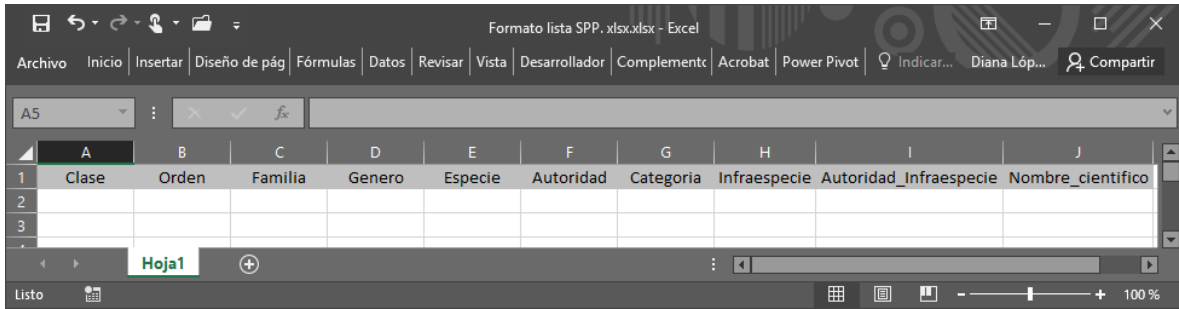 Formato lista SPP. xlsx.xlsx - Excel
Archivo Inicio Insertar Diseño de pág Fórmulas Datos Revisar Vista Desarrollador Complemento Acrobat Power Pivot Indicar... Diana Lóp... Compartir
A5 fx
A B C D E F G H I J
1 Clase Orden Familia Genero Especie Autoridad Categoria Infraespecie Autoridad_Infraespecie Nombre_cientifico
2
3
Hoja1
Listo 100 %